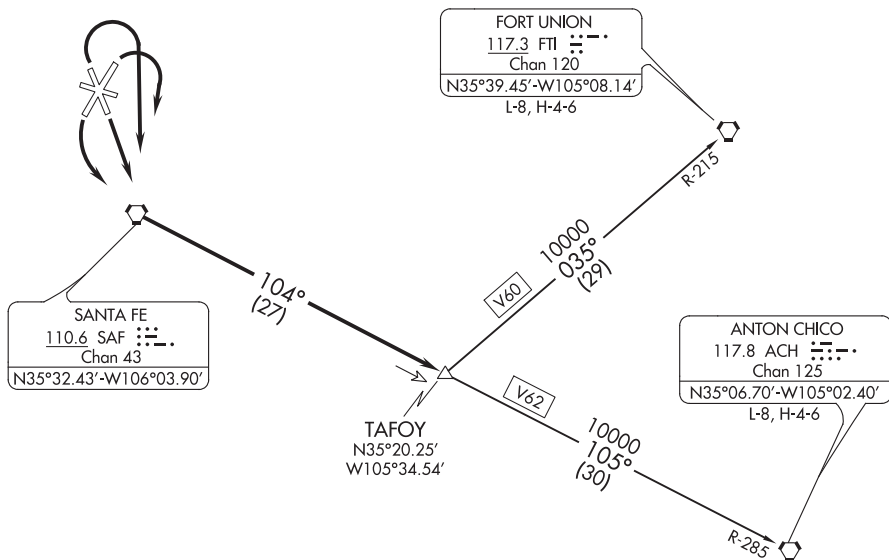 FORT UNION
117.3 FTI
Chan 120
N35°39.45'-W105°08.14'
L-8, H-4-6
R-215
10000
035°
(29)
V60
104°
(27)
SANTA FE
110.6 SAF
Chan 43
N35°32.43'-W106°03.90'
ANTON CHICO
117.8 ACH
Chan 125
N35°06.70'-W105°02.40'
L-8, H-4-6
V62
TAFOY
N35°20.25'
W105°34.54'
10000
105°
(30)
R-285